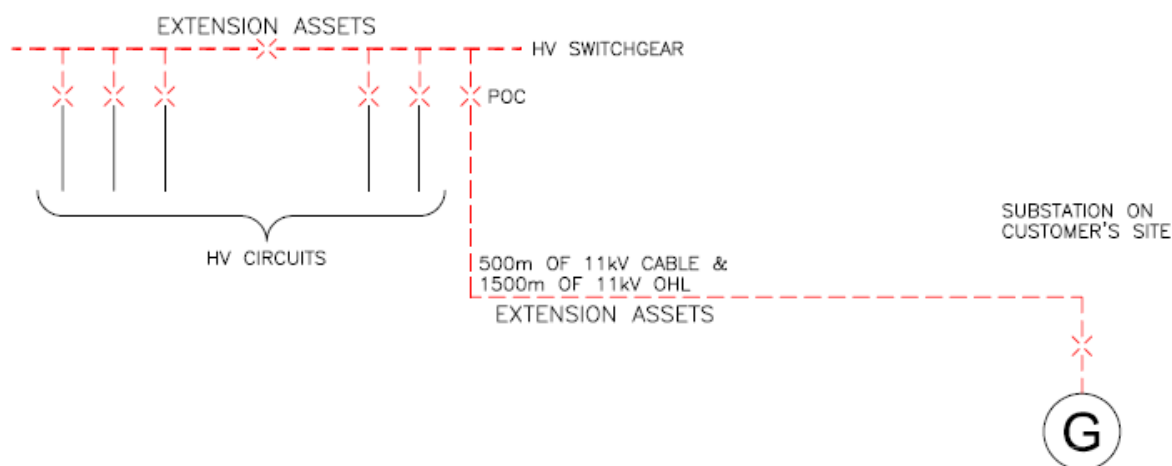 EXTENSION ASSETS
HV SWITCHGEAR
POC
HV CIRCUITS
SUBSTATION ON
CUSTOMER'S SITE
500m OF 11kV CABLE &
1500m OF 11kV OHL
EXTENSION ASSETS
G